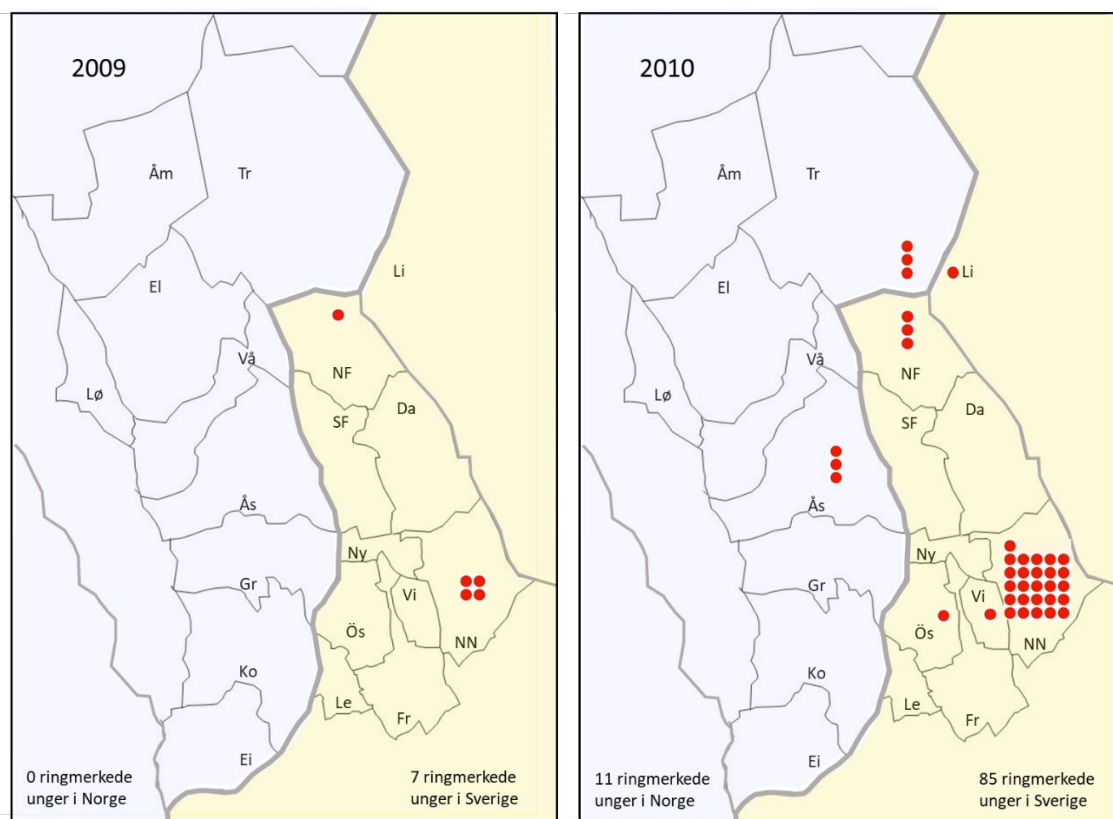 2009
Åm
Tr
Li
El
Vå
NF
Lø
Da
SF
Ås
Ny
Gr
Vi
Ös
NN
Ko
Le
Fr
Ei
0 ringmerkede
unger i Norge
7 ringmerkede
unger i Sverige
2010
Åm
Tr
Li
El
Vå
NF
Lø
Da
SF
Ås
Ny
Gr
Vi
Ös
NN
Ko
Le
Fr
Ei
11 ringmerkede
unger i Norge
85 ringmerkede
unger i Sverige